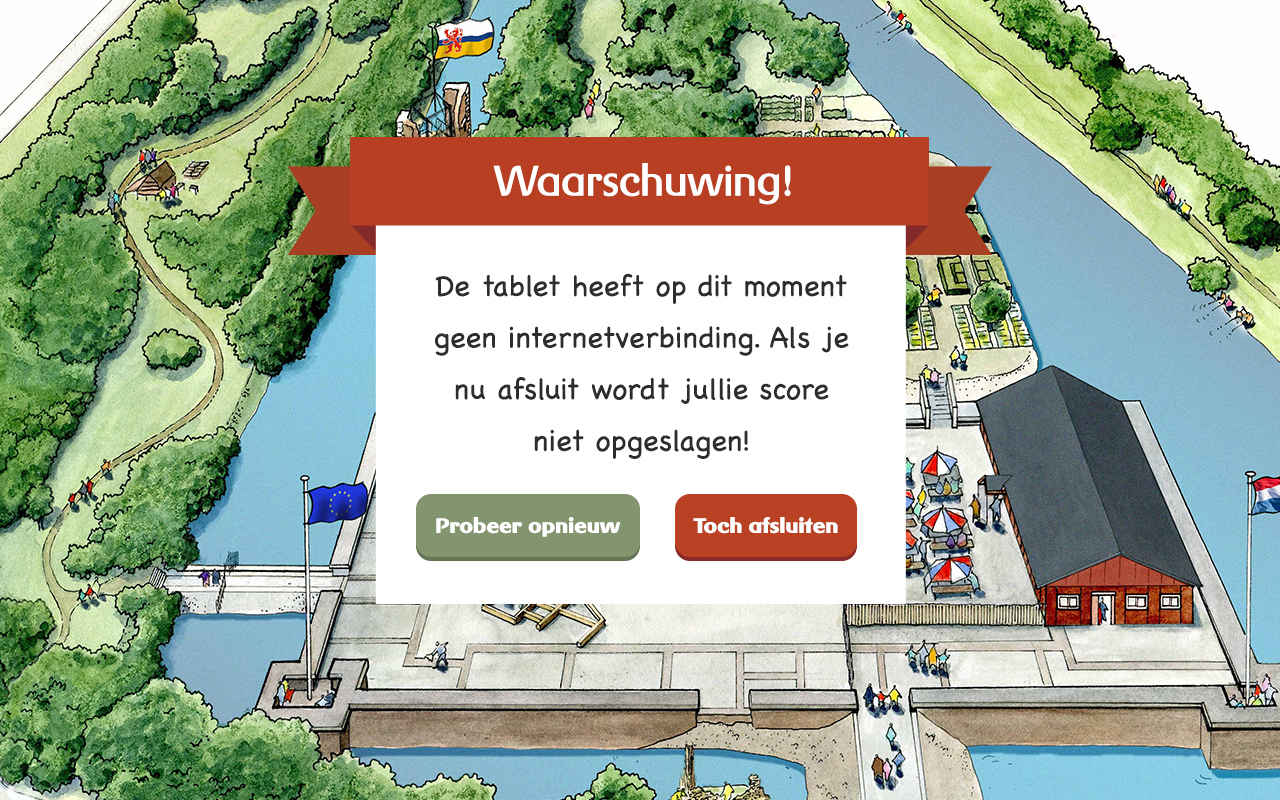 Waarschuwing!
De tablet heeft op dit moment
geen internetverbinding. Als je
nu afsluit wordt jullie score
niet opgeslagen!
Probeer opnieuw
Toch afsluiten